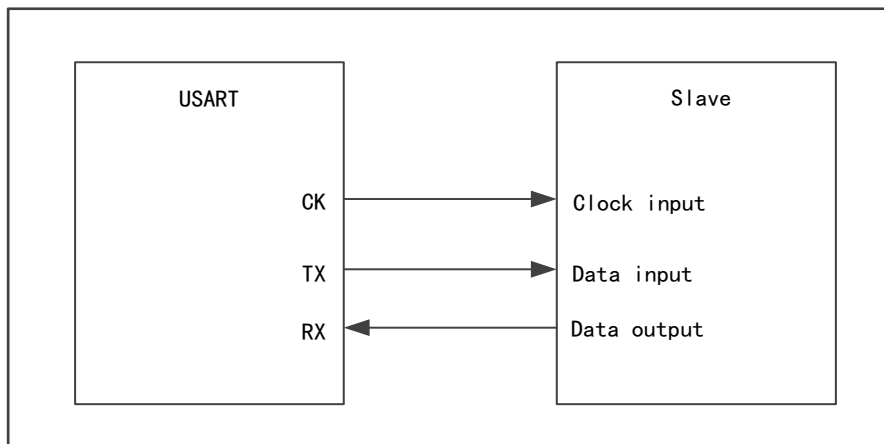 USART
Slave
CK
Clock input
TX
Data input
RX
Data output